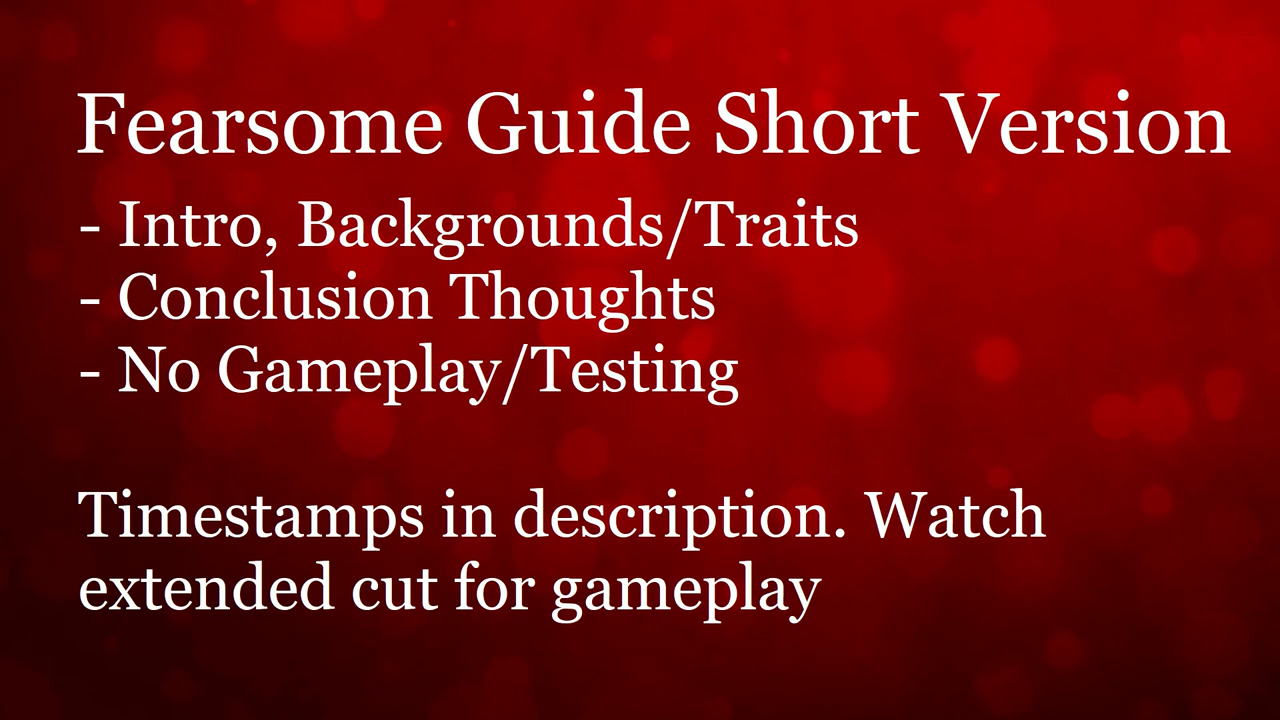 Fearsome Guide Short Version
- Intro, Backgrounds/Traits
- Conclusion Thoughts
- No Gameplay/Testing
Timestamps in description. Watch
extended cut for gameplay